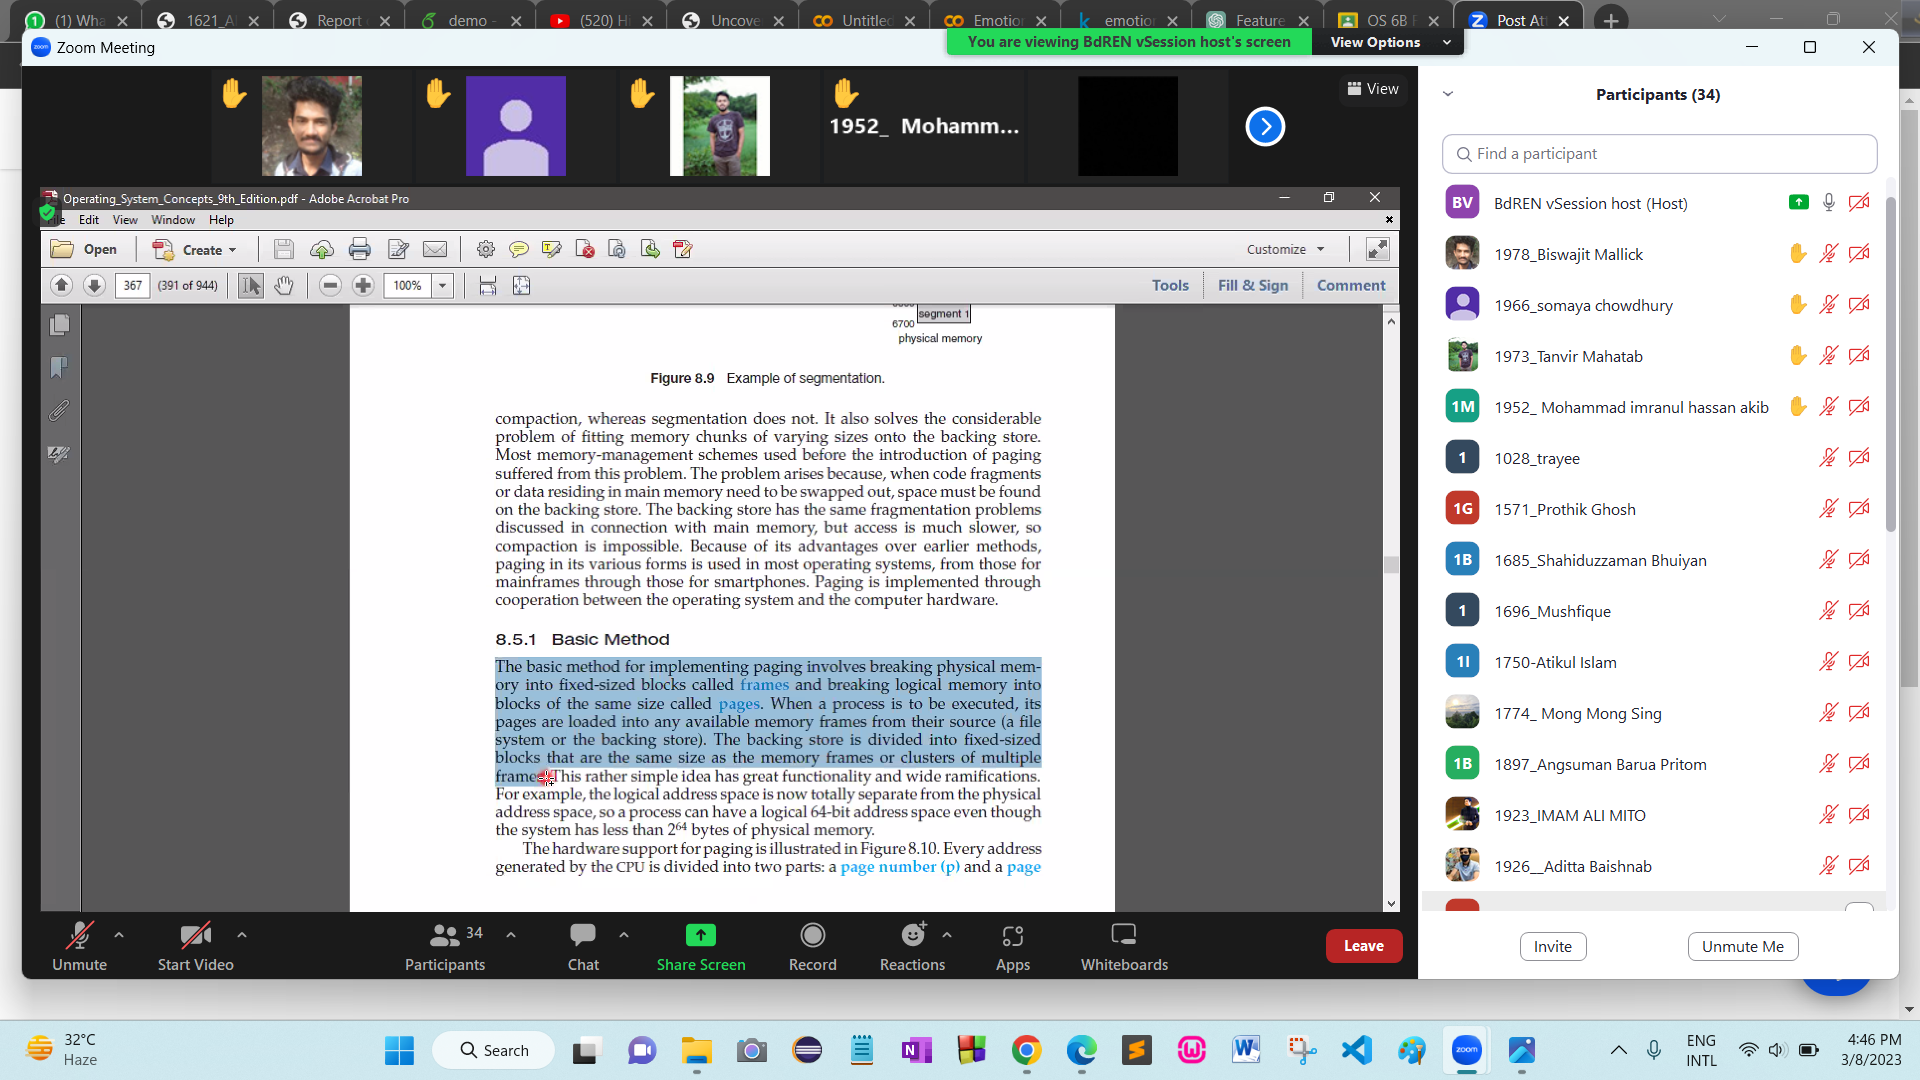 (1) Wha
1621_Al
Report
demo -
(520) Hi
Uncove
Untitled
Emotio
emotion
Feature
OS 6B F
Post Att
Zoom Meeting
You are viewing BdREN vSession host's screen
View Options
View
1952_ Mohamm...
Operating_System_Concepts_9th_Edition.pdf - Adobe Acrobat Pro
Edit View Window Help
Open Create Customize
367 (391 of 944) 100% Tools Fill & Sign Comment
segment 1
6700
physical memory
Figure 8.9 Example of segmentation.
compaction, whereas segmentation does not. It also solves the considerable
problem of fitting memory chunks of varying sizes onto the backing store.
Most memory-management schemes used before the introduction of paging
suffered from this problem. The problem arises because, when code fragments
or data residing in main memory need to be swapped out, space must be found
on the backing store. The backing store has the same fragmentation problems
discussed in connection with main memory, but access is much slower, so
compaction is impossible. Because of its advantages over earlier methods,
paging in its various forms is used in most operating systems, from those for
mainframes through those for smartphones. Paging is implemented through
cooperation between the operating system and the computer hardware.
8.5.1 Basic Method
The basic method for implementing paging involves breaking physical mem-
ory into fixed-sized blocks called frames and breaking logical memory into
blocks of the same size called pages. When a process is to be executed, its
pages are loaded into any available memory frames from their source (a file
system or the backing store). The backing store is divided into fixed-sized
blocks that are the same size as the memory frames or clusters of multiple
frames. This rather simple idea has great functionality and wide ramifications.
For example, the logical address space is now totally separate from the physical
address space, so a process can have a logical 64-bit address space even though
the system has less than 2⁶⁴ bytes of physical memory.
The hardware support for paging is illustrated in Figure 8.10. Every address
generated by the CPU is divided into two parts: a page number (p) and a page
Participants (34)
Find a participant
BV BdREN vSession host (Host)
1978_Biswajit Mallick
1966_somaya chowdhury
1973_Tanvir Mahatab
1M 1952_ Mohammad imranul hassan akib
1 1028_trayee
1G 1571_Prothik Ghosh
1B 1685_Shahiduzzaman Bhuiyan
1 1696_Mushfique
1I 1750-Atikul Islam
1774_ Mong Mong Sing
1B 1897_Angsuman Barua Pritom
1923_IMAM ALI MITO
1926__Aditta Baishnab
Invite
Unmute Me
Unmute
Start Video
34
Participants
Chat
Share Screen
Record
Reactions
Apps
Whiteboards
Leave
32°C
Haze
Search
zoom
ENG
INTL
4:46 PM
3/8/2023